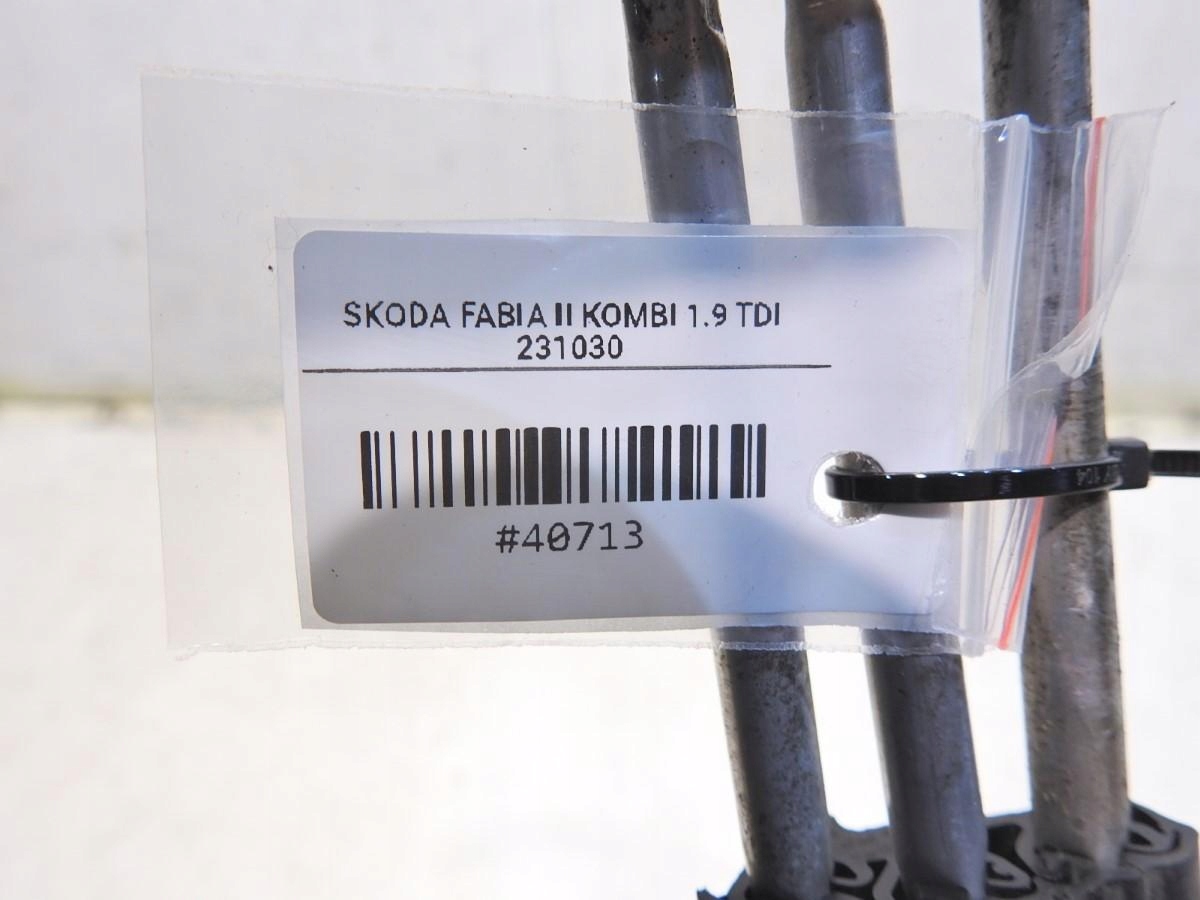 SKODA FABIA II KOMBI 1.9 TDI
231030
#40713